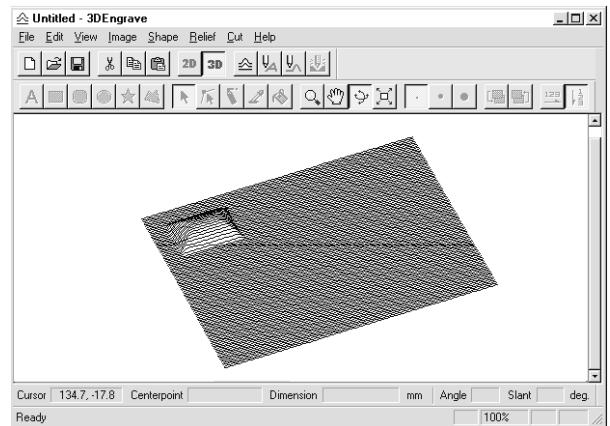 Untitled - 3DEngrave
File Edit View Image Shape Relief Cut Help
2D 3D
A 123
Cursor 134.7, -17.8 Centerpoint Dimension mm Angle Slant deg.
Ready 100%